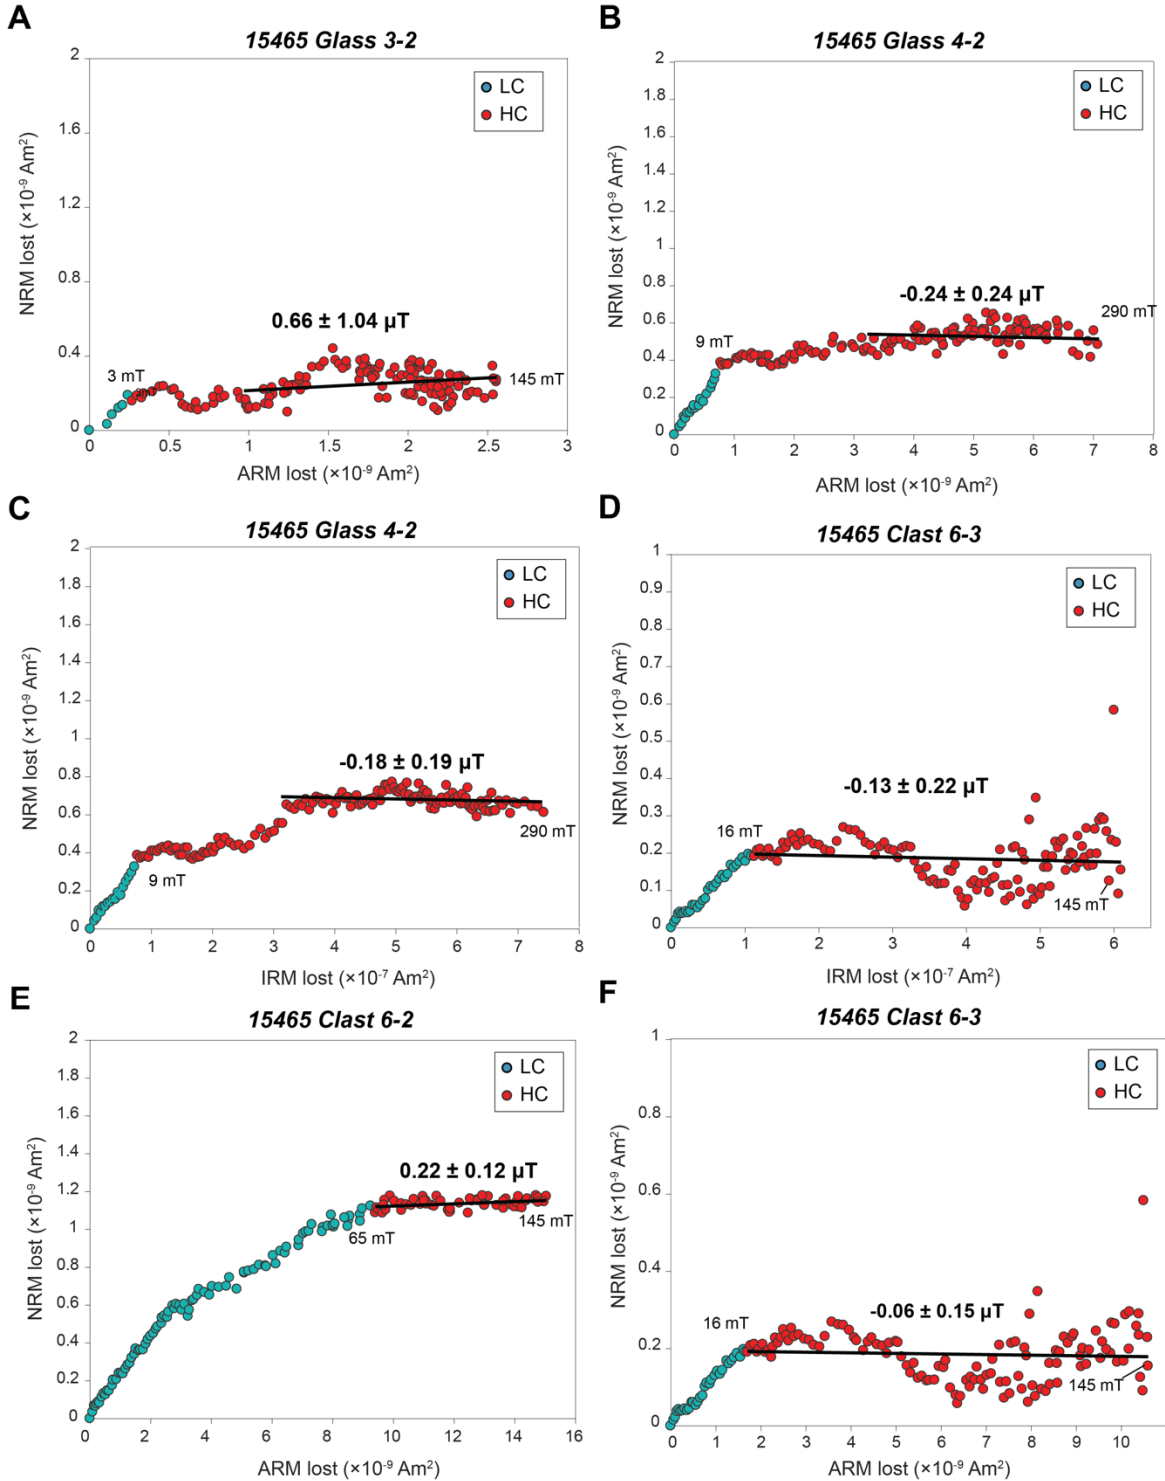 A
15465 Glass 3-2
2
1.6
1.2
0.8
0.4
0
NRM lost (×10⁻⁹ Am²)
LC
HC
0.66 ± 1.04 µT
3 mT
145 mT
0 0.5 1 1.5 2 2.5 3
ARM lost (×10⁻⁹ Am²)
B
15465 Glass 4-2
2
1.8
1.6
1.4
1.2
1
0.8
0.6
0.4
0.2
0
NRM lost (×10⁻⁹ Am²)
LC
HC
-0.24 ± 0.24 µT
290 mT
9 mT
0 1 2 3 4 5 6 7 8
ARM lost (×10⁻⁹ Am²)
C
15465 Glass 4-2
2
1.8
1.6
1.4
1.2
1
0.8
0.6
0.4
0.2
0
NRM lost (×10⁻⁹ Am²)
LC
HC
-0.18 ± 0.19 µT
290 mT
9 mT
0 1 2 3 4 5 6 7 8
IRM lost (×10⁻⁷ Am²)
D
15465 Clast 6-3
1
0.9
0.8
0.7
0.6
0.5
0.4
0.3
0.2
0.1
0
NRM lost (×10⁻⁹ Am²)
LC
HC
-0.13 ± 0.22 µT
16 mT
145 mT
0 1 2 3 4 5 6
IRM lost (×10⁻⁷ Am²)
E
15465 Clast 6-2
2
1.8
1.6
1.4
1.2
1
0.8
0.6
0.4
0.2
0
NRM lost (×10⁻⁹ Am²)
LC
HC
0.22 ± 0.12 µT
65 mT
145 mT
0 2 4 6 8 10 12 14 16
ARM lost (×10⁻⁹ Am²)
F
15465 Clast 6-3
1
0.8
0.6
0.4
0.2
0
NRM lost (×10⁻⁹ Am²)
LC
HC
-0.06 ± 0.15 µT
16 mT
145 mT
0 1 2 3 4 5 6 7 8 9 10
ARM lost (×10⁻⁹ Am²)